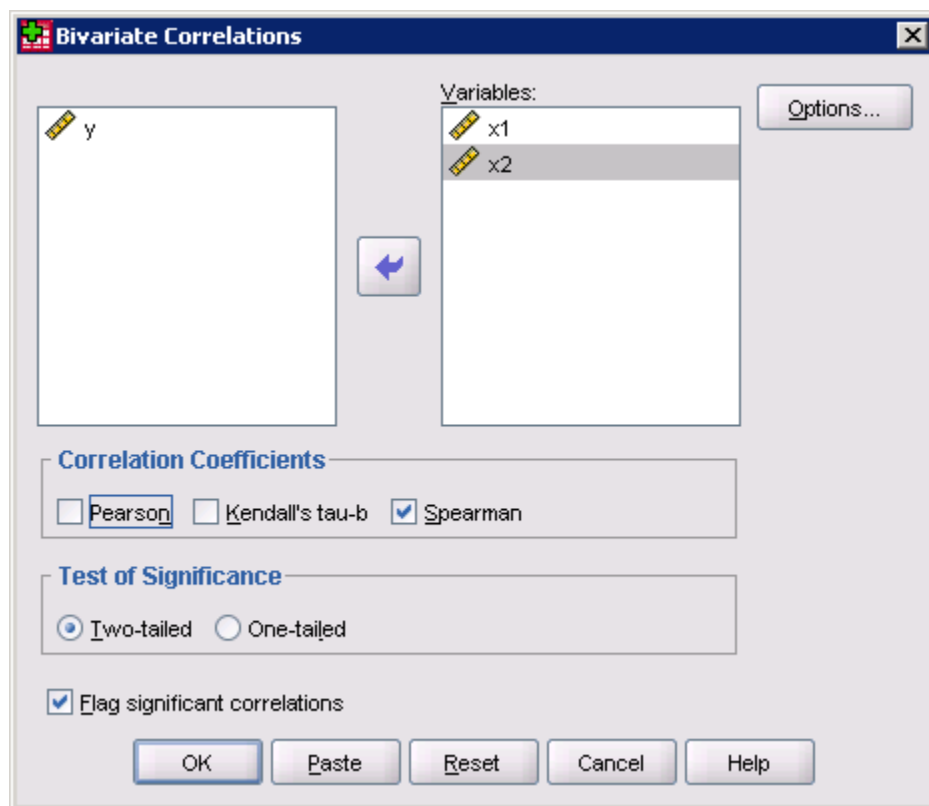 Bivariate Correlations
Variables:
y
x1
x2
Options...
Correlation Coefficients
Pearson Kendall's tau-b Spearman
Test of Significance
Two-tailed One-tailed
Flag significant correlations
OK Paste Reset Cancel Help